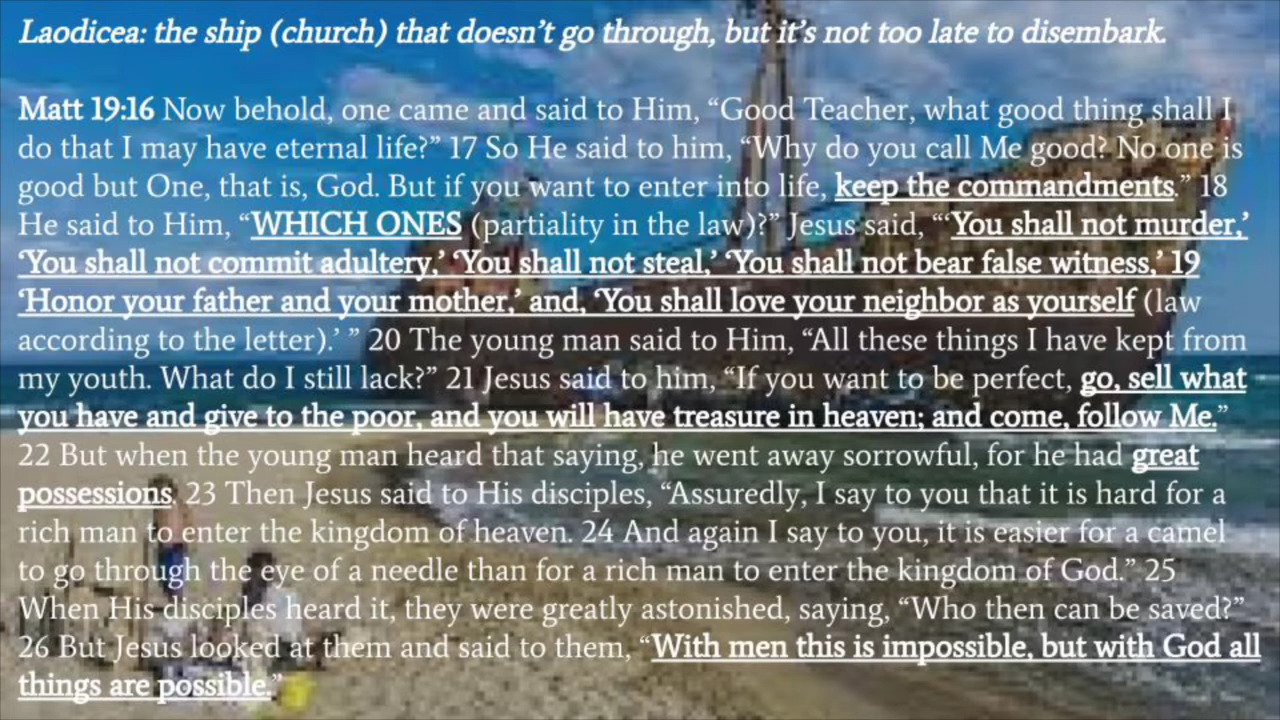 Laodicea: the ship (church) that doesn’t go through, but it’s not too late to disembark.
Matt 19:16 Now behold, one came and said to Him, “Good Teacher, what good thing shall I
do that I may have eternal life?” 17 So He said to him, “Why do you call Me good? No one is
good but One, that is, God. But if you want to enter into life, keep the commandments.” 18
He said to Him, “WHICH ONES (partiality in the law)?” Jesus said, “‘You shall not murder,’
‘You shall not commit adultery,’ ‘You shall not steal,’ ‘You shall not bear false witness,’ 19
‘Honor your father and your mother,’ and, ‘You shall love your neighbor as yourself (law
according to the letter).’ ” 20 The young man said to Him, “All these things I have kept from
my youth. What do I still lack?” 21 Jesus said to him, “If you want to be perfect, go, sell what
you have and give to the poor, and you will have treasure in heaven; and come, follow Me.”
22 But when the young man heard that saying, he went away sorrowful, for he had great
possessions. 23 Then Jesus said to His disciples, “Assuredly, I say to you that it is hard for a
rich man to enter the kingdom of heaven. 24 And again I say to you, it is easier for a camel
to go through the eye of a needle than for a rich man to enter the kingdom of God.” 25
When His disciples heard it, they were greatly astonished, saying, “Who then can be saved?”
26 But Jesus looked at them and said to them, “With men this is impossible, but with God all
things are possible.”